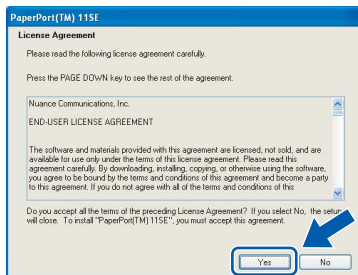 PaperPort(TM) 11SE
License Agreement
Please read the following license agreement carefully.
Press the PAGE DOWN key to see the rest of the agreement.
Nuance Communications, Inc.
END-USER LICENSE AGREEMENT
The software and materials provided with this agreement are licensed, not sold, and are
available for use only under the terms of this license agreement. Please read this
agreement carefully. By downloading, installing, copying, or otherwise using the software,
you agree to be bound by the terms and conditions of this agreement and become a party
to this agreement. If you do not agree with all of the terms and conditions of this
Do you accept all the terms of the preceding License Agreement? If you select No, the setup
will close. To install "PaperPort(TM) 11SE", you must accept this agreement.
Yes
No